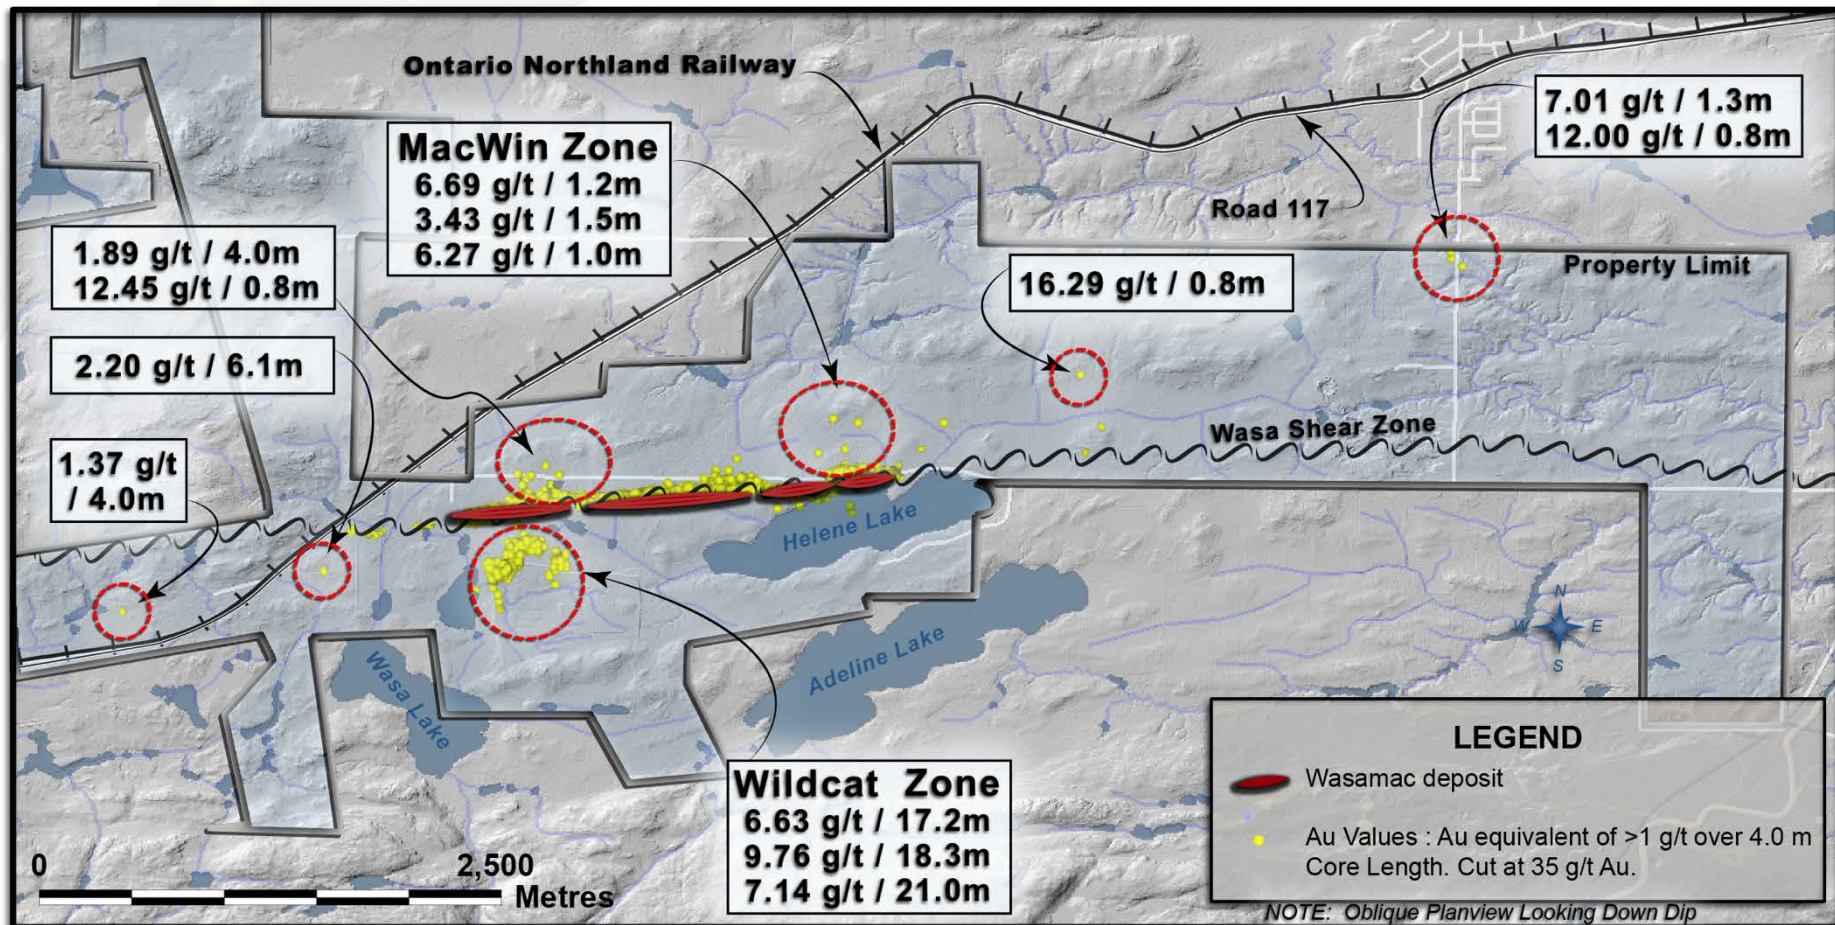 Ontario Northland Railway
MacWin Zone
6.69 g/t / 1.2m
3.43 g/t / 1.5m
6.27 g/t / 1.0m
7.01 g/t / 1.3m
12.00 g/t / 0.8m
Road 117
1.89 g/t / 4.0m
12.45 g/t / 0.8m
16.29 g/t / 0.8m
Property Limit
2.20 g/t / 6.1m
1.37 g/t
/ 4.0m
Wasa Shear Zone
Helene Lake
Wasa Lake
Adeline Lake
N
W
E
S
Wildcat Zone
6.63 g/t / 17.2m
9.76 g/t / 18.3m
7.14 g/t / 21.0m
LEGEND
Wasamac deposit
Au Values : Au equivalent of >1 g/t over 4.0 m
Core Length. Cut at 35 g/t Au.
0
2,500
Metres
NOTE: Oblique Planview Looking Down Dip